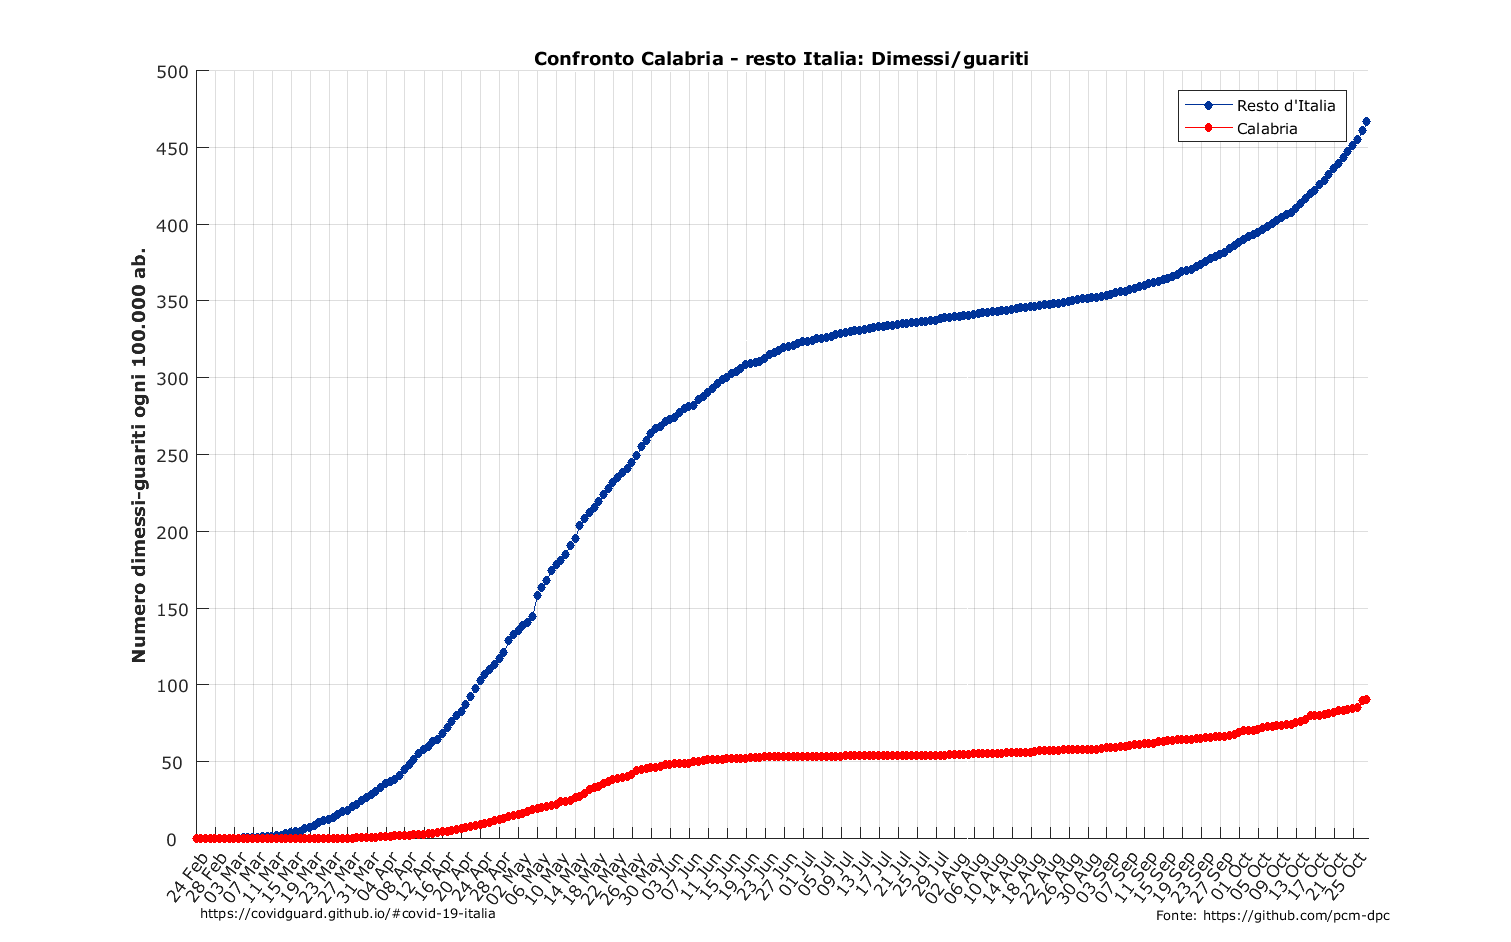 Confronto Calabria - resto Italia: Dimessi/guariti
Resto d'Italia
Calabria
Numero dimessi-guariti ogni 100.000 ab.
500
450
400
350
300
250
200
150
100
50
0
24 Feb
28 Feb
03 Mar
07 Mar
11 Mar
15 Mar
19 Mar
23 Mar
27 Mar
31 Mar
04 Apr
08 Apr
12 Apr
16 Apr
20 Apr
24 Apr
28 Apr
02 May
06 May
10 May
14 May
18 May
22 May
26 May
30 May
03 Jun
07 Jun
11 Jun
15 Jun
19 Jun
23 Jun
27 Jun
01 Jul
05 Jul
09 Jul
13 Jul
17 Jul
21 Jul
25 Jul
29 Jul
02 Aug
06 Aug
10 Aug
14 Aug
18 Aug
22 Aug
26 Aug
30 Aug
03 Sep
07 Sep
11 Sep
15 Sep
19 Sep
23 Sep
27 Sep
01 Oct
05 Oct
09 Oct
13 Oct
17 Oct
21 Oct
25 Oct
https://covidguard.github.io/#covid-19-italia
Fonte: https://github.com/pcm-dpc